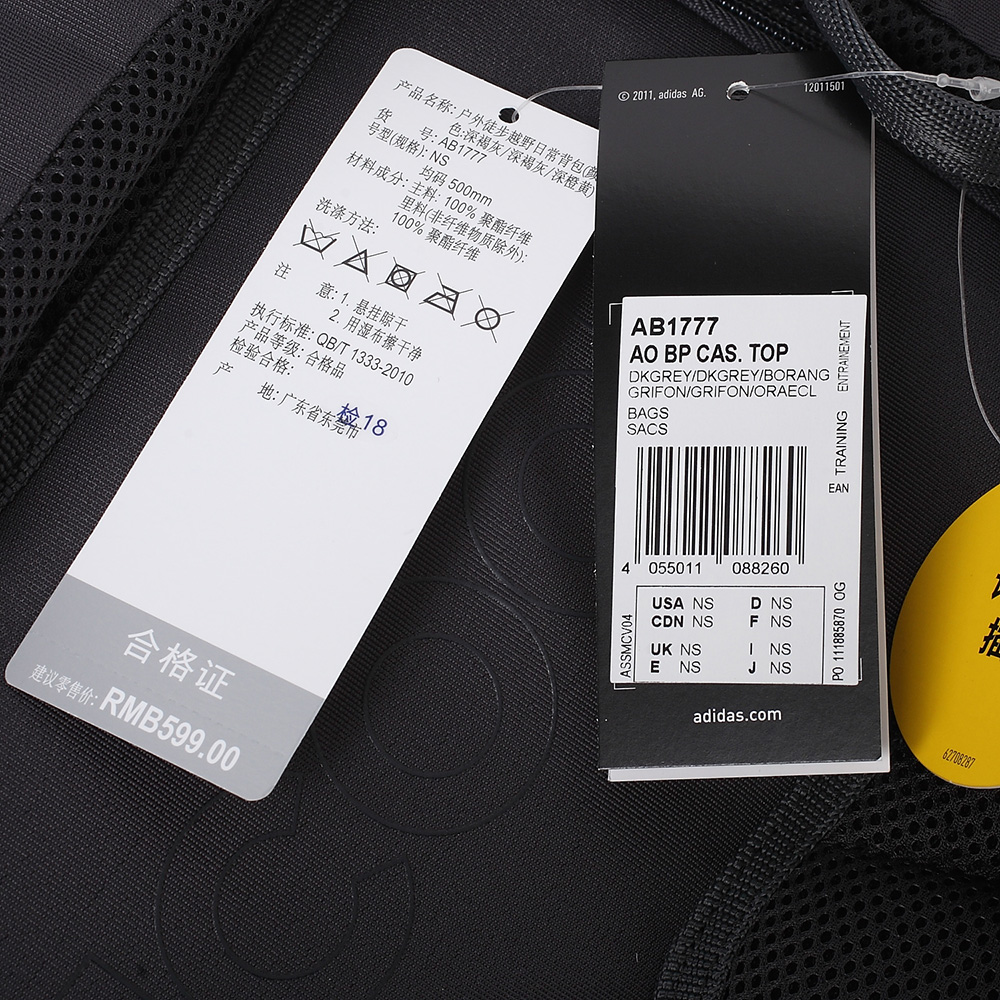 产品名称: 户外徒步越野日常背包(颜
色:深褐灰/深褐灰/深橙黄)
货 号: AB1777
号型(规格): NS
均码 500mm
材料成分: 主料: 100% 聚酯纤维
里料(非纤维物质除外):
100% 聚酯纤维
洗涤方法:
注 意: 1. 悬挂晾干
2. 用湿布擦干净
执行标准: QB/T 1333-2010
产品等级: 合格品
检验合格:
检18
产 地: 广东省东莞市
合格证
建议零售价: RMB599.00
© 2011, adidas AG.
12011501
AB1777
AO BP CAS. TOP
DKGREY/DKGREY/BORANG
GRIFON/GRIFON/ORAECL
BAGS
SACS
TRAINING ENTRAINEMENT
EAN
4 055011 088260
USA NS D NS
CDN NS F NS
UK NS I NS
E NS J NS
ASSMCV04
PO 111885870 OG
adidas.com
62708287